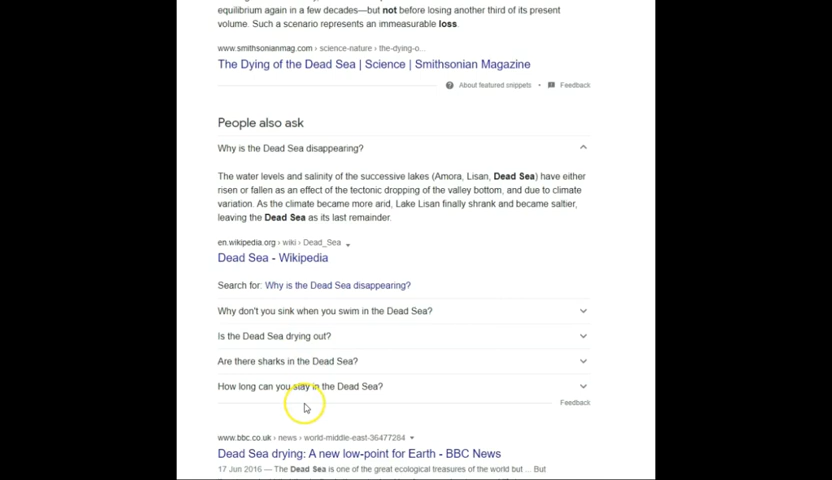 equilibrium again in a few decades—but not before losing another third of its present
volume. Such a scenario represents an immeasurable loss.
www.smithsonianmag.com › science-nature › the-dying-o...
The Dying of the Dead Sea | Science | Smithsonian Magazine
About featured snippets • Feedback
People also ask
Why is the Dead Sea disappearing?
The water levels and salinity of the successive lakes (Amora, Lisan, Dead Sea) have either
risen or fallen as an effect of the tectonic dropping of the valley bottom, and due to climate
variation. As the climate became more arid, Lake Lisan finally shrank and became saltier,
leaving the Dead Sea as its last remainder.
en.wikipedia.org › wiki › Dead_Sea
Dead Sea - Wikipedia
Search for: Why is the Dead Sea disappearing?
Why don't you sink when you swim in the Dead Sea?
Is the Dead Sea drying out?
Are there sharks in the Dead Sea?
How long can you stay in the Dead Sea?
Feedback
www.bbc.co.uk › news › world-middle-east-36477284
Dead Sea drying: A new low-point for Earth - BBC News
17 Jun 2016 — The Dead Sea is one of the great ecological treasures of the world but ... But